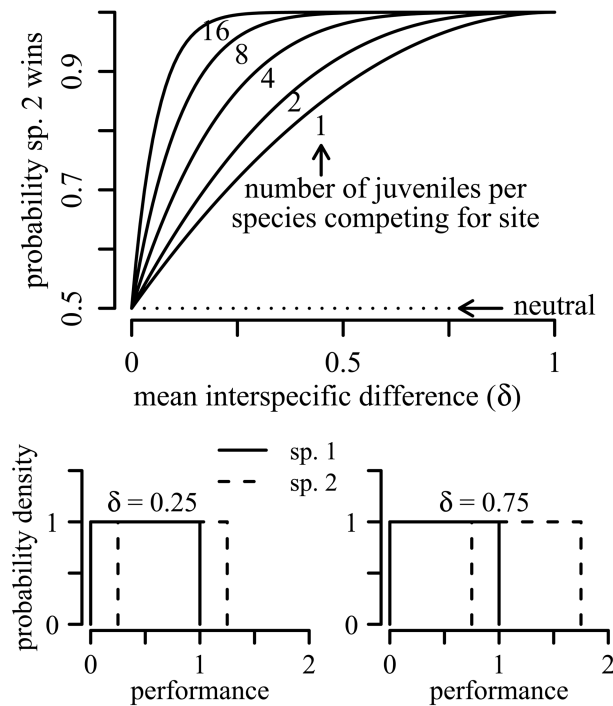 probability sp. 2 wins
0.9
0.7
0.5
16
8
4
2
1
number of juveniles per
species competing for site
neutral
0
0.5
1
mean interspecific difference (δ)
sp. 1
sp. 2
probability density
1
0
δ = 0.25
0
1
2
performance
1
0
δ = 0.75
0
1
2
performance